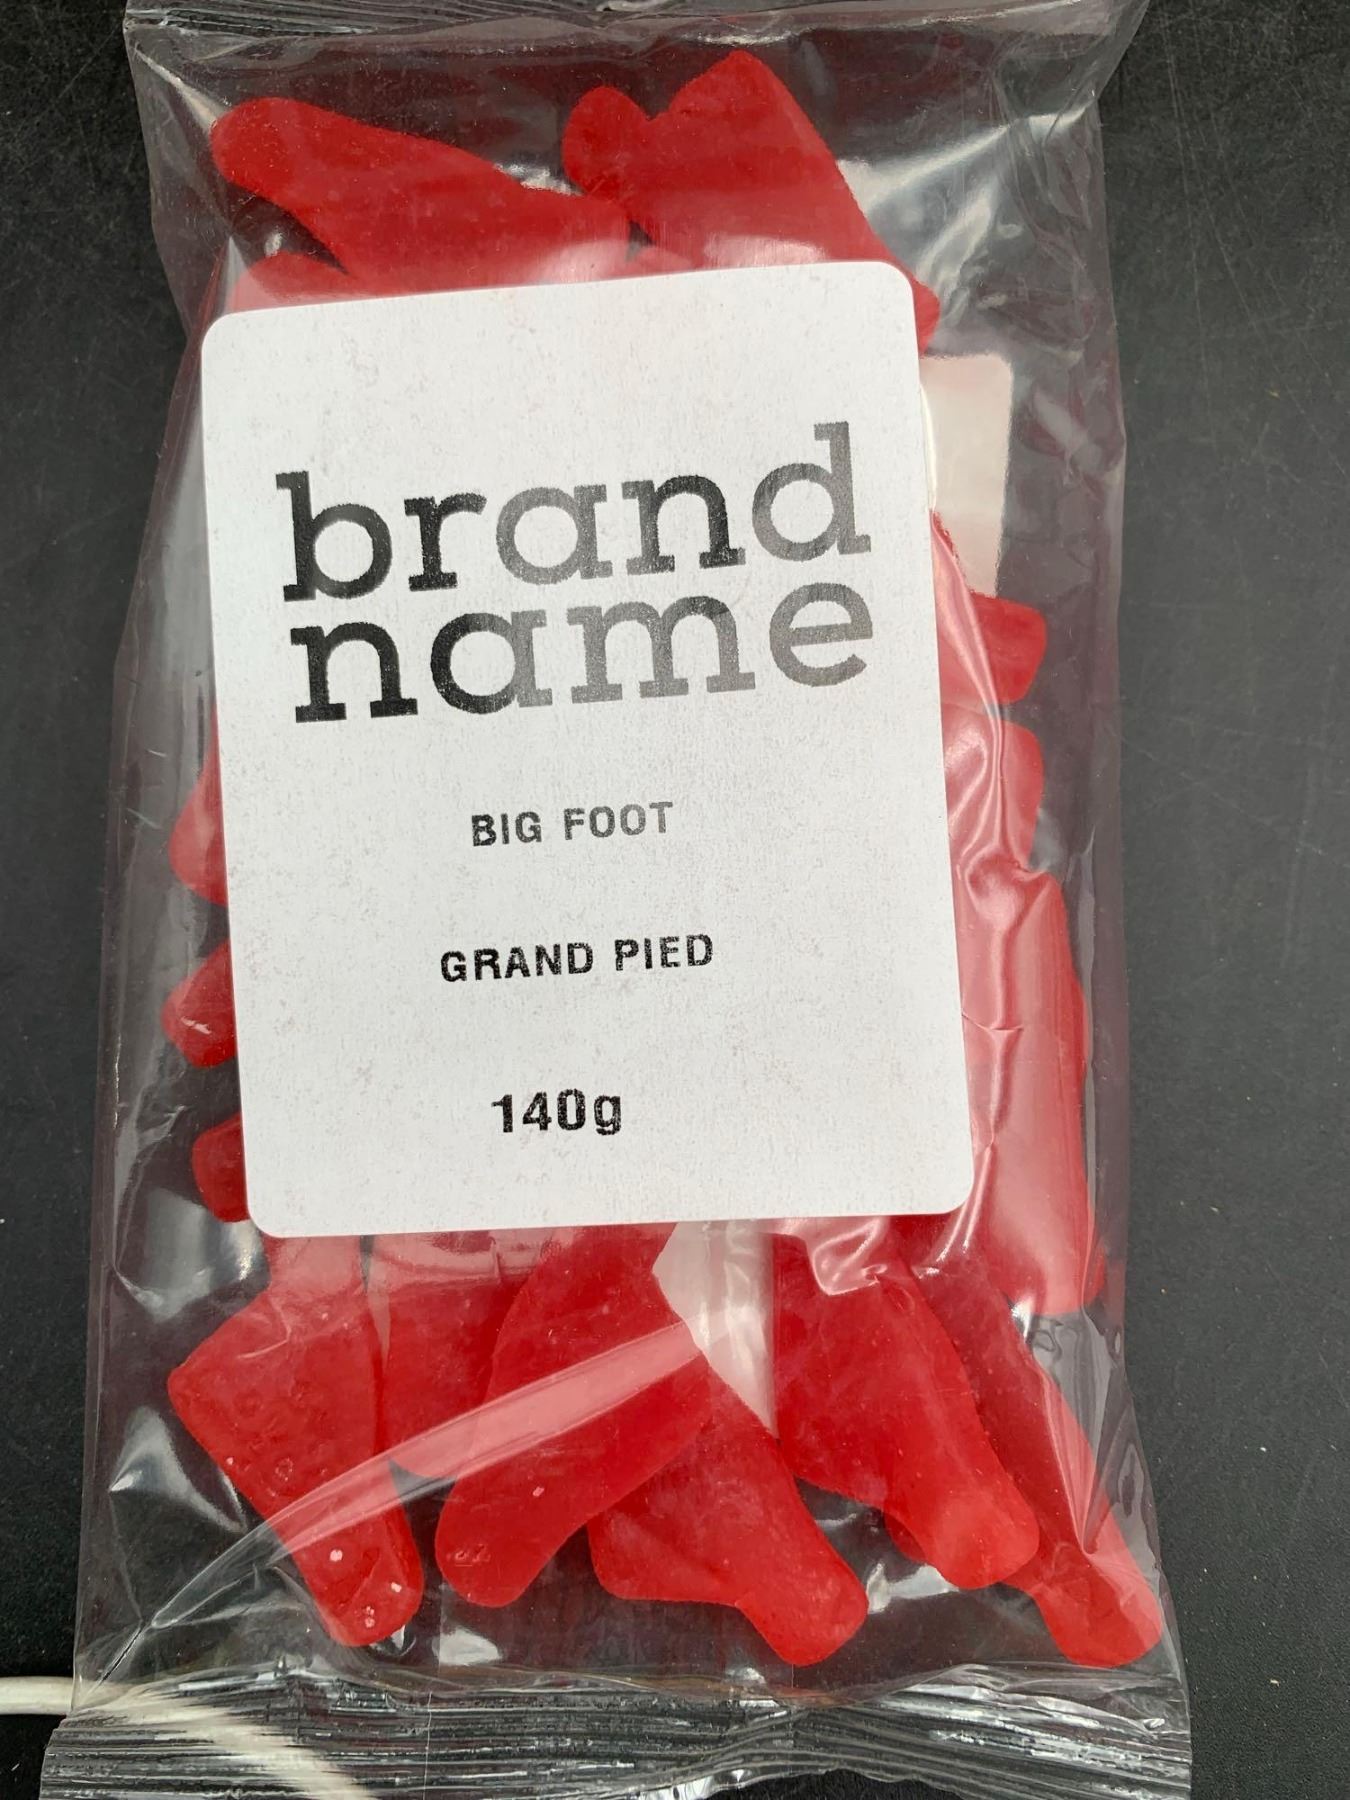 brand
name
BIG FOOT
GRAND PIED
140g